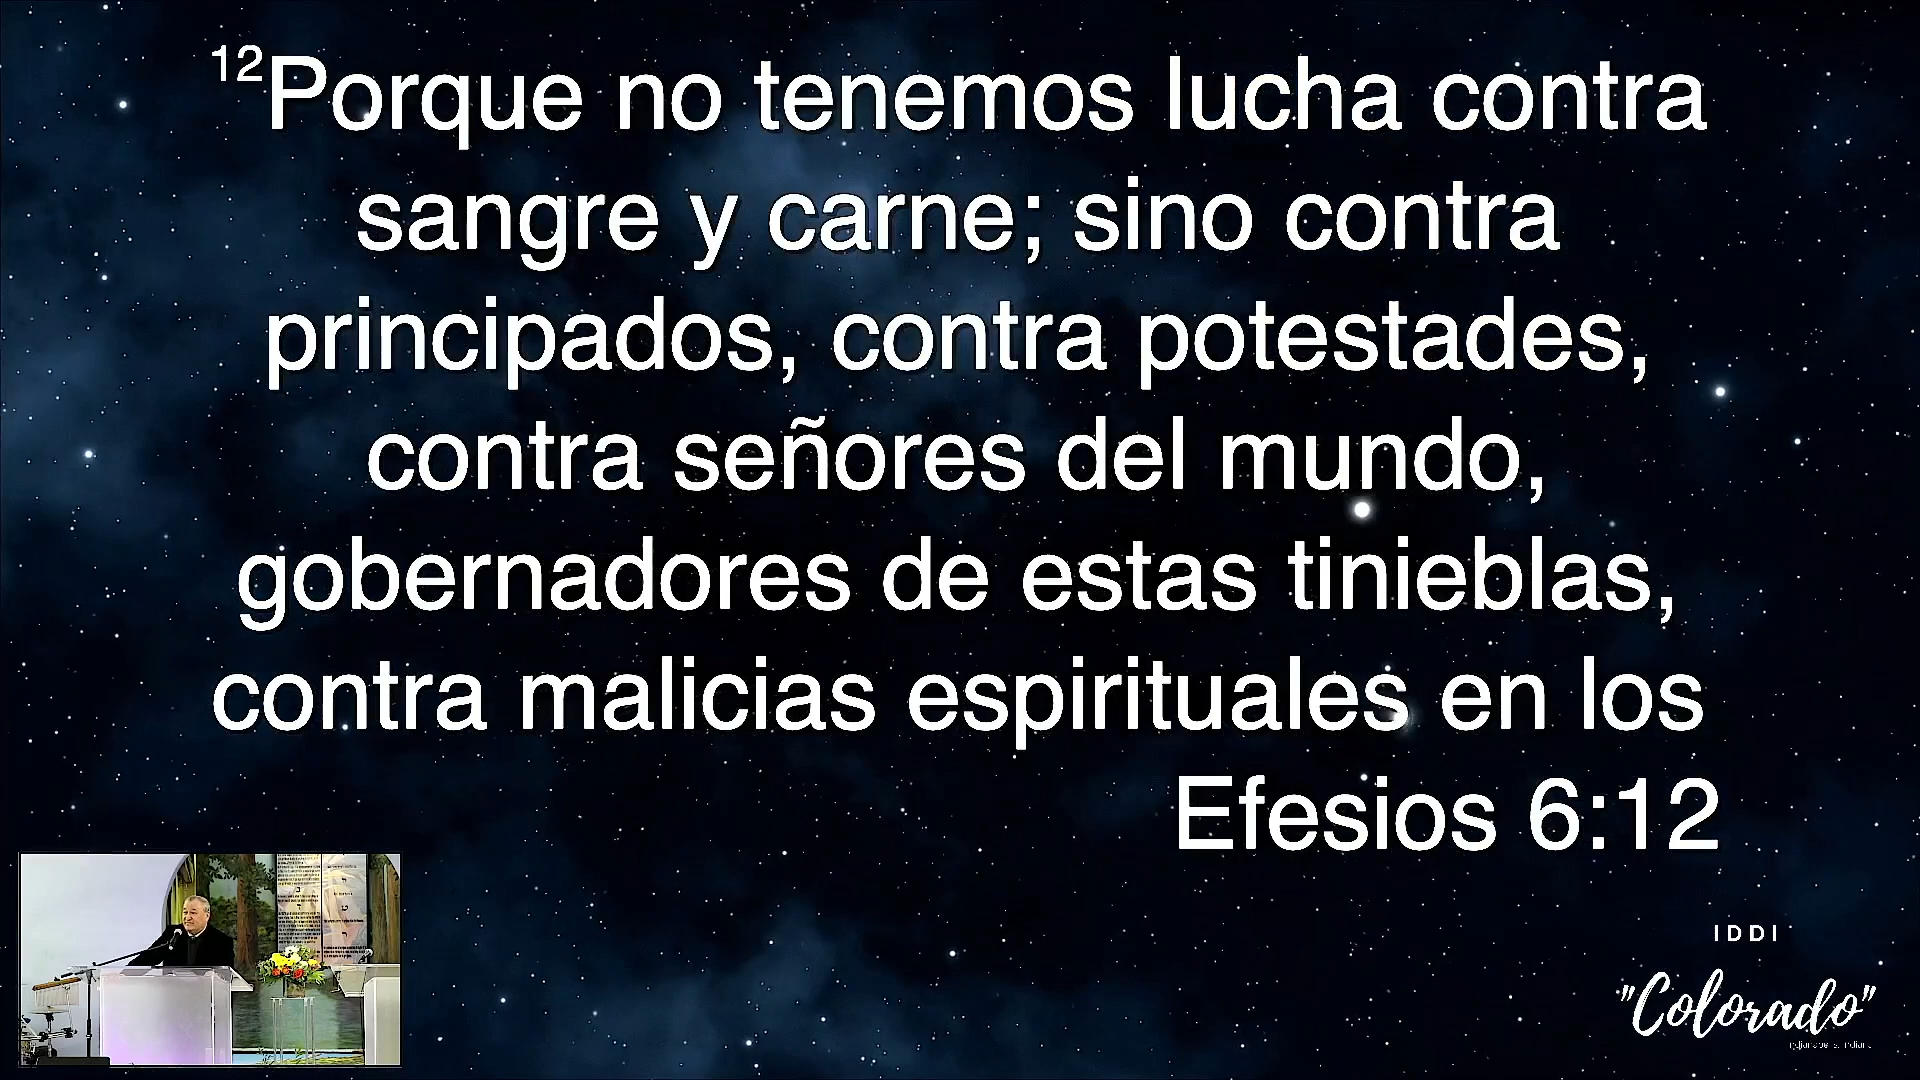 12Porque no tenemos lucha contra
sangre y carne; sino contra
principados, contra potestades,
contra señores del mundo,
gobernadores de estas tinieblas,
contra malicias espirituales en los
Efesios 6:12
IDDI
"Colorado"